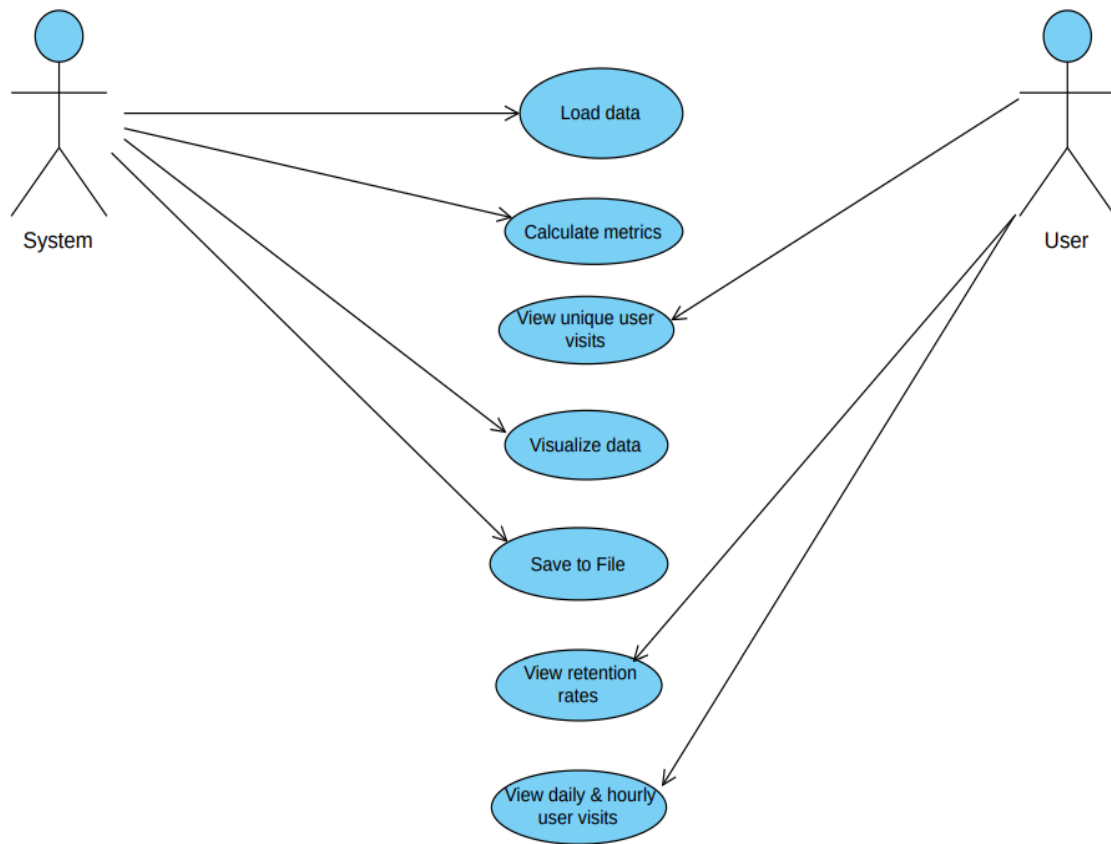 Load data
System
User
Calculate metrics
View unique user
visits
Visualize data
Save to File
View retention
rates
View daily & hourly
user visits